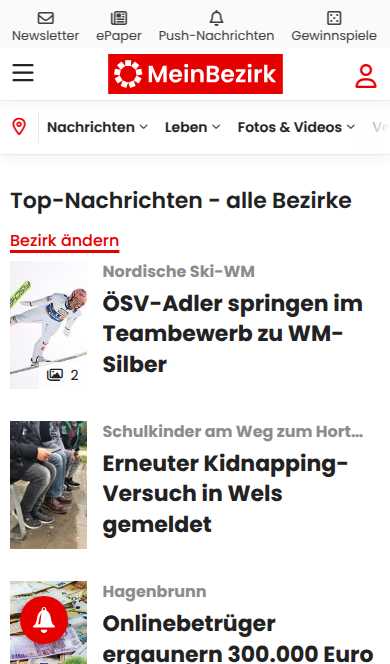 Newsletter ePaper Push-Nachrichten Gewinnspiele
MeinBezirk
Nachrichten Leben Fotos & Videos
Top-Nachrichten - alle Bezirke
Bezirk ändern
Nordische Ski-WM
ÖSV-Adler springen im
Teambewerb zu WM-
Silber
2
Schulkinder am Weg zum Hort...
Erneuter Kidnapping-
Versuch in Wels
gemeldet
Hagenbrunn
Onlinebetrüger
ergaunern 300.000 Euro